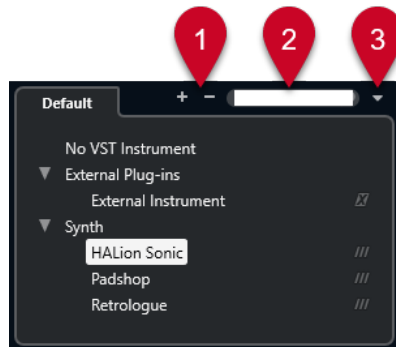 1 2 3
Default + −
No VST Instrument
External Plug-ins
External Instrument
Synth
HALion Sonic ///
Padshop ///
Retrologue ///